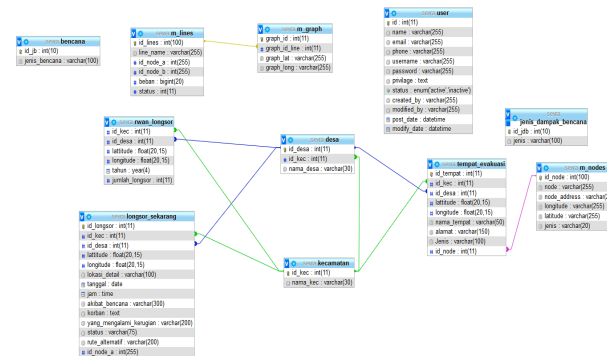 bencana
id_jb : int(10)
jenis_bencana : varchar(100)
m_lines
id_lines : int(100)
line_name : varchar(255)
id_node_a : int(255)
id_node_b : int(255)
beban : bigint(20)
status : int(11)
m_graph
graph_id : int(11)
graph_id_line : int(11)
graph_lat : varchar(255)
graph_long : varchar(255)
user
id : int(11)
name : varchar(255)
email : varchar(255)
phone : varchar(255)
username : varchar(255)
password : varchar(255)
privilage : text
status : enum('active','inactive')
created_by : varchar(255)
modified_by : varchar(255)
post_date : datetime
modify_date : datetime
jenis_dampak_bencana
id_jdb : int(10)
jenis : varchar(100)
rwan_longsor
id_kec : int(11)
id_desa : int(11)
lattitude : float(20,15)
longitude : float(20,15)
tahun : year(4)
jumlah_longsor : int(11)
desa
id_desa : int(11)
id_kec : int(11)
nama_desa : varchar(30)
tempat_evakuasi
id_tempat : int(11)
id_kec : int(11)
id_desa : int(11)
lattitude : float(20,15)
longitude : float(20,15)
nama_tempat : varchar(50)
alamat : varchar(150)
Jenis : varchar(100)
id_node : int(11)
m_nodes
id_node : int(100)
node : varchar(255)
node_address : varchar(2
longitude : varchar(255)
latitude : varchar(255)
jenis : varchar(20)
longsor_sekarang
id_longsor : int(11)
id_kec : int(11)
id_desa : int(11)
lattitude : float(20,15)
longitude : float(20,15)
lokasi_detail : varchar(100)
tanggal : date
jam : time
akibat_bencana : varchar(300)
korban : text
yang_mengalami_kerugian : varchar(200)
status : varchar(75)
rute_alternatif : varchar(200)
id_node_a : int(255)
kecamatan
id_kec : int(11)
nama_kec : varchar(30)